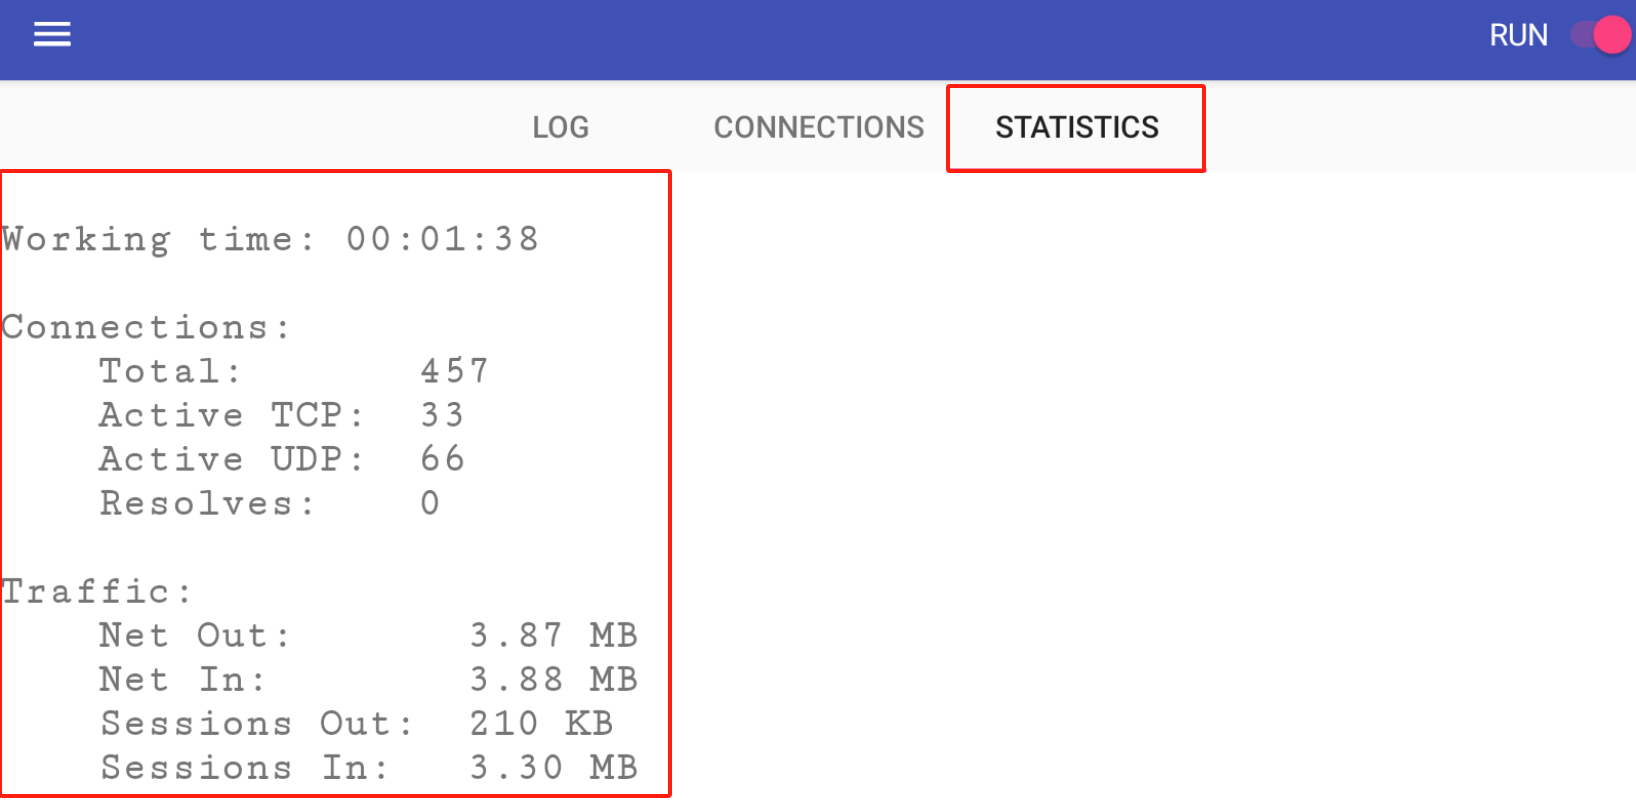 RUN
LOG CONNECTIONS STATISTICS
Working time: 00:01:38
Connections:
Total: 457
Active TCP: 33
Active UDP: 66
Resolves: 0
Traffic:
Net Out: 3.87 MB
Net In: 3.88 MB
Sessions Out: 210 KB
Sessions In: 3.30 MB